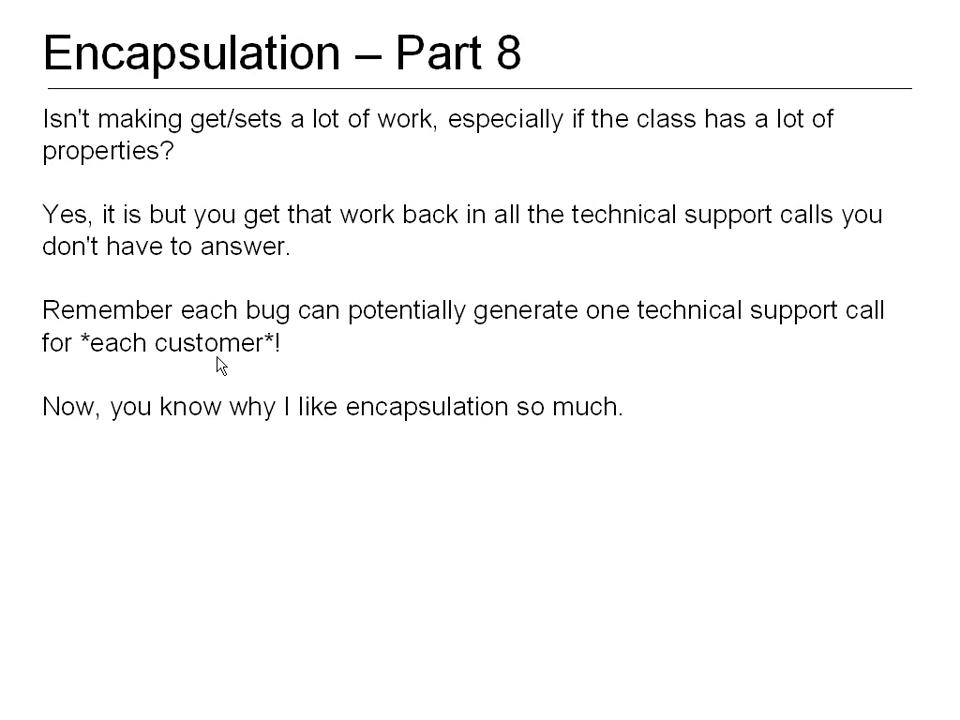 Encapsulation – Part 8
Isn't making get/sets a lot of work, especially if the class has a lot of
properties?
Yes, it is but you get that work back in all the technical support calls you
don't have to answer.
Remember each bug can potentially generate one technical support call
for *each customer*!
Now, you know why I like encapsulation so much.